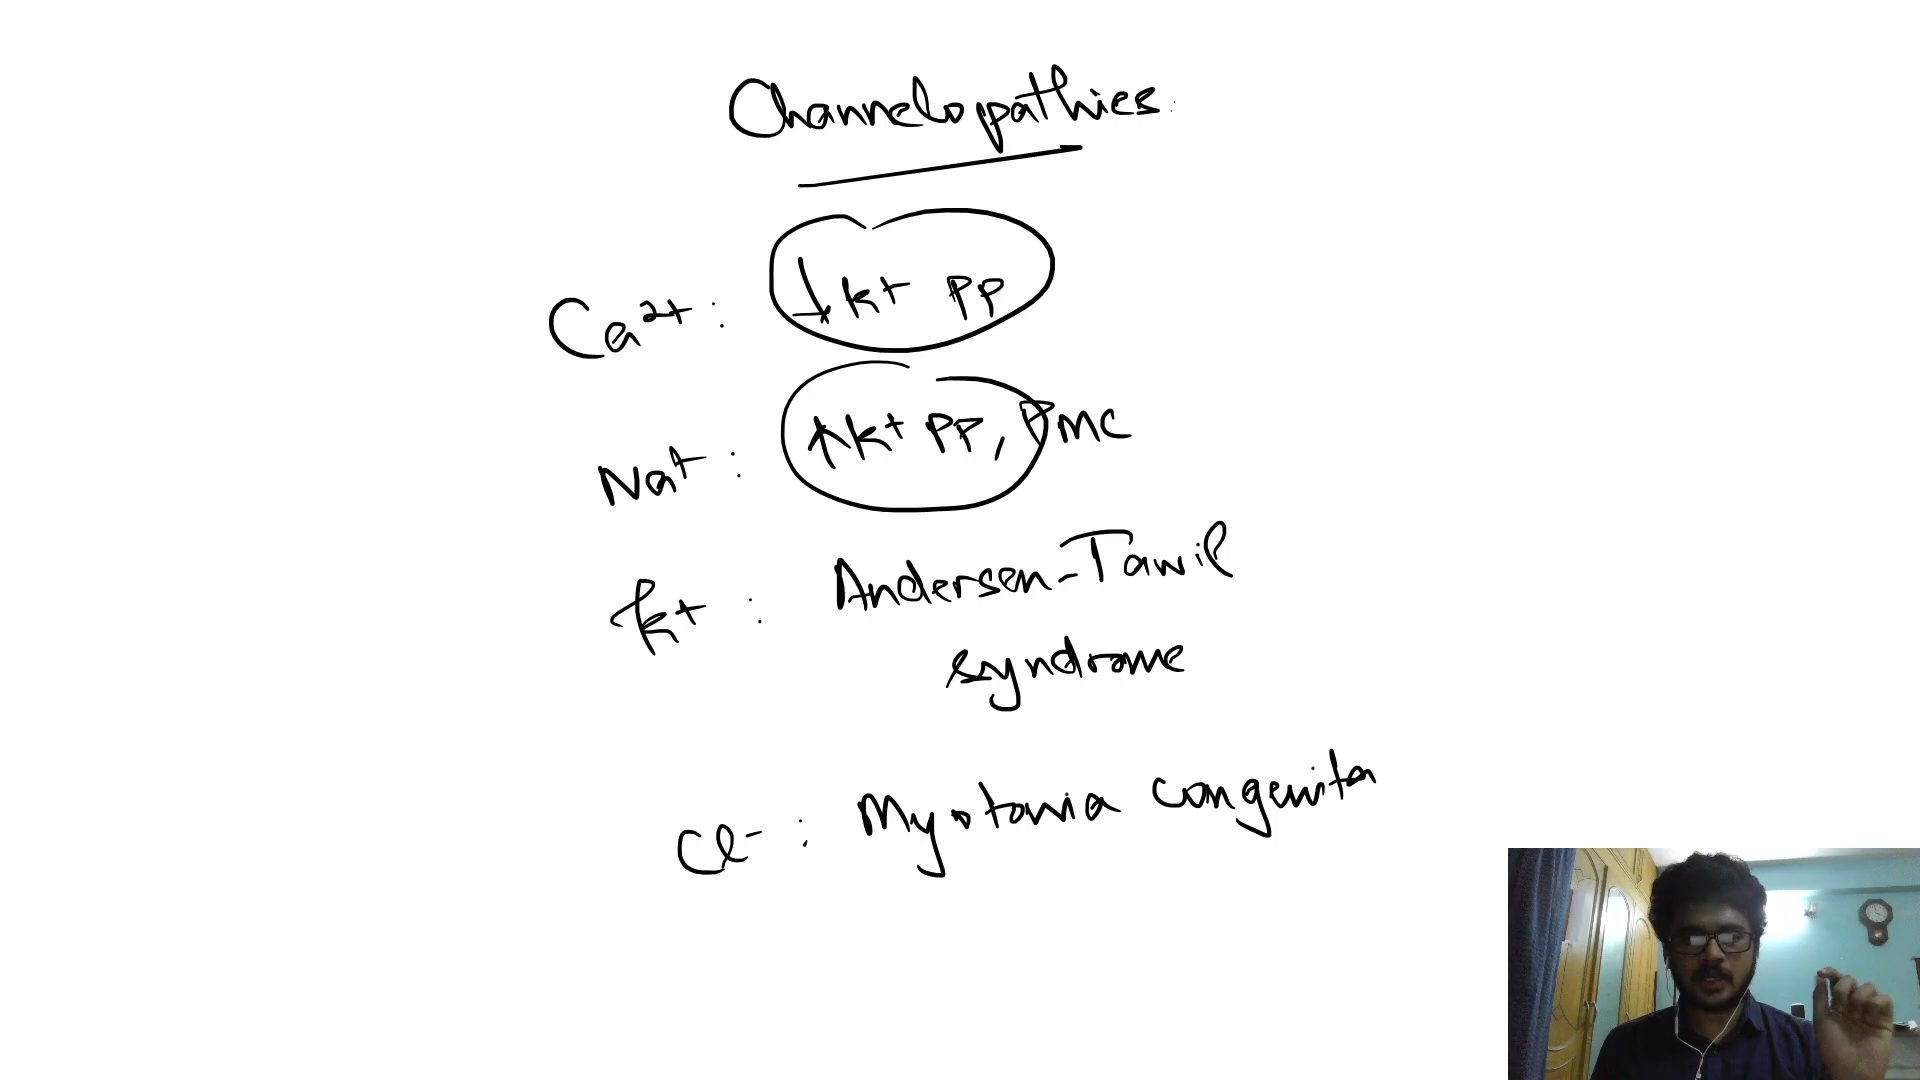 Channelopathies
Ca²⁺ : ↓K+ PP
Na⁺ : ↑K⁺ PP, PMC
K+ : Andersen-Tawil
syndrome
Cl⁻ : Myotonia congenita